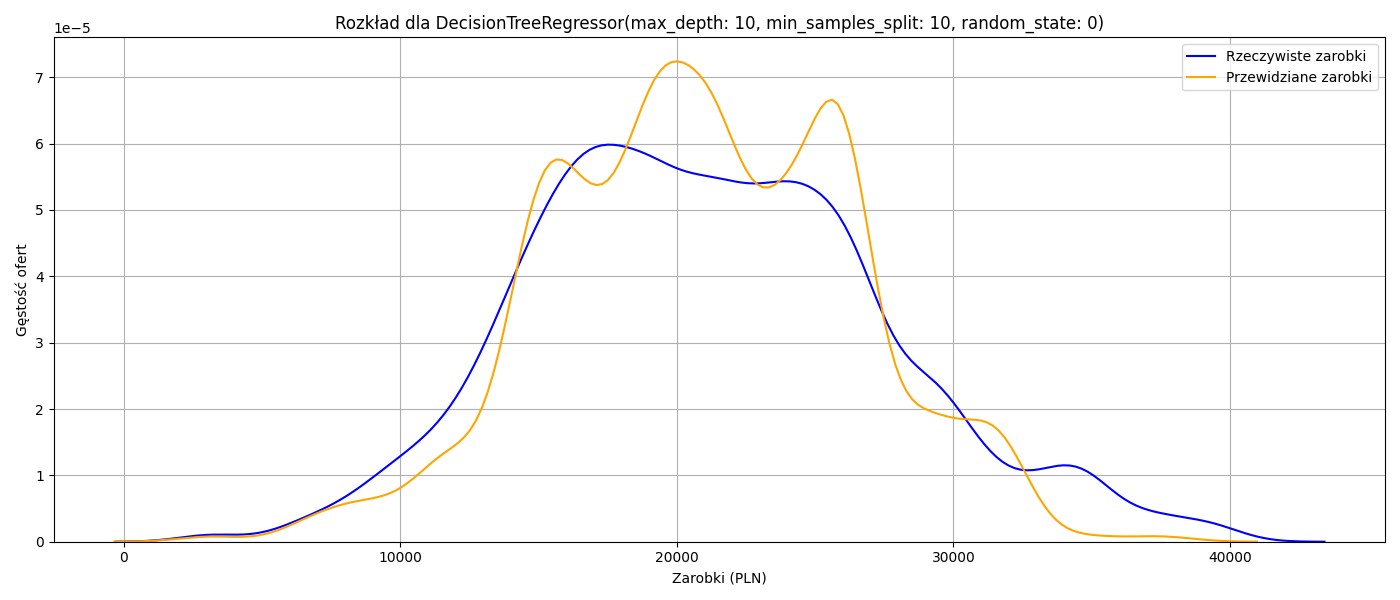 Rozkład dla DecisionTreeRegressor(max_depth: 10, min_samples_split: 10, random_state: 0)
1e−5
Rzeczywiste zarobki
Przewidziane zarobki
7
6
5
4
3
2
1
0
Gęstość ofert
0 10000 20000 30000 40000
Zarobki (PLN)